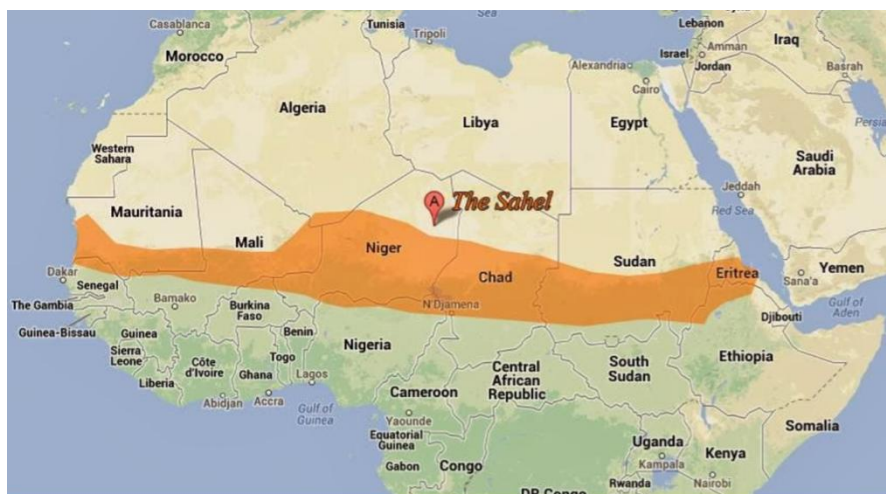 Casablanca
Morocco
Tunisia
Tripoli
Sea
Lebanon
Israel
Amman
Jordan
Iraq
Alexandria
Cairo
Basrah
Algeria
Libya
Egypt
Western
Sahara
Persia
Saudi
Arabia
Jeddah
Red Sea
A
The Sahel
Mauritania
Mali
Niger
Chad
Sudan
Eritrea
Yemen
Sana'a
Dakar
Senegal
The Gambia
Bamako
Burkina
Faso
N'Djamena
Gulf of
Aden
Djibouti
Guinea-Bissau
Guinea
Benin
Nigeria
Ethiopia
Sierra
Leone
Côte
d'Ivoire
Togo
Ghana
Lagos
Central
African
Republic
South
Sudan
Liberia
Abidjan
Accra
Gulf of
Guinea
Cameroon
Yaounde
Somalia
Equatorial
Guinea
Gabon
Congo
Uganda
Kampala
Kenya
Nairobi
Rwanda
DR Congo